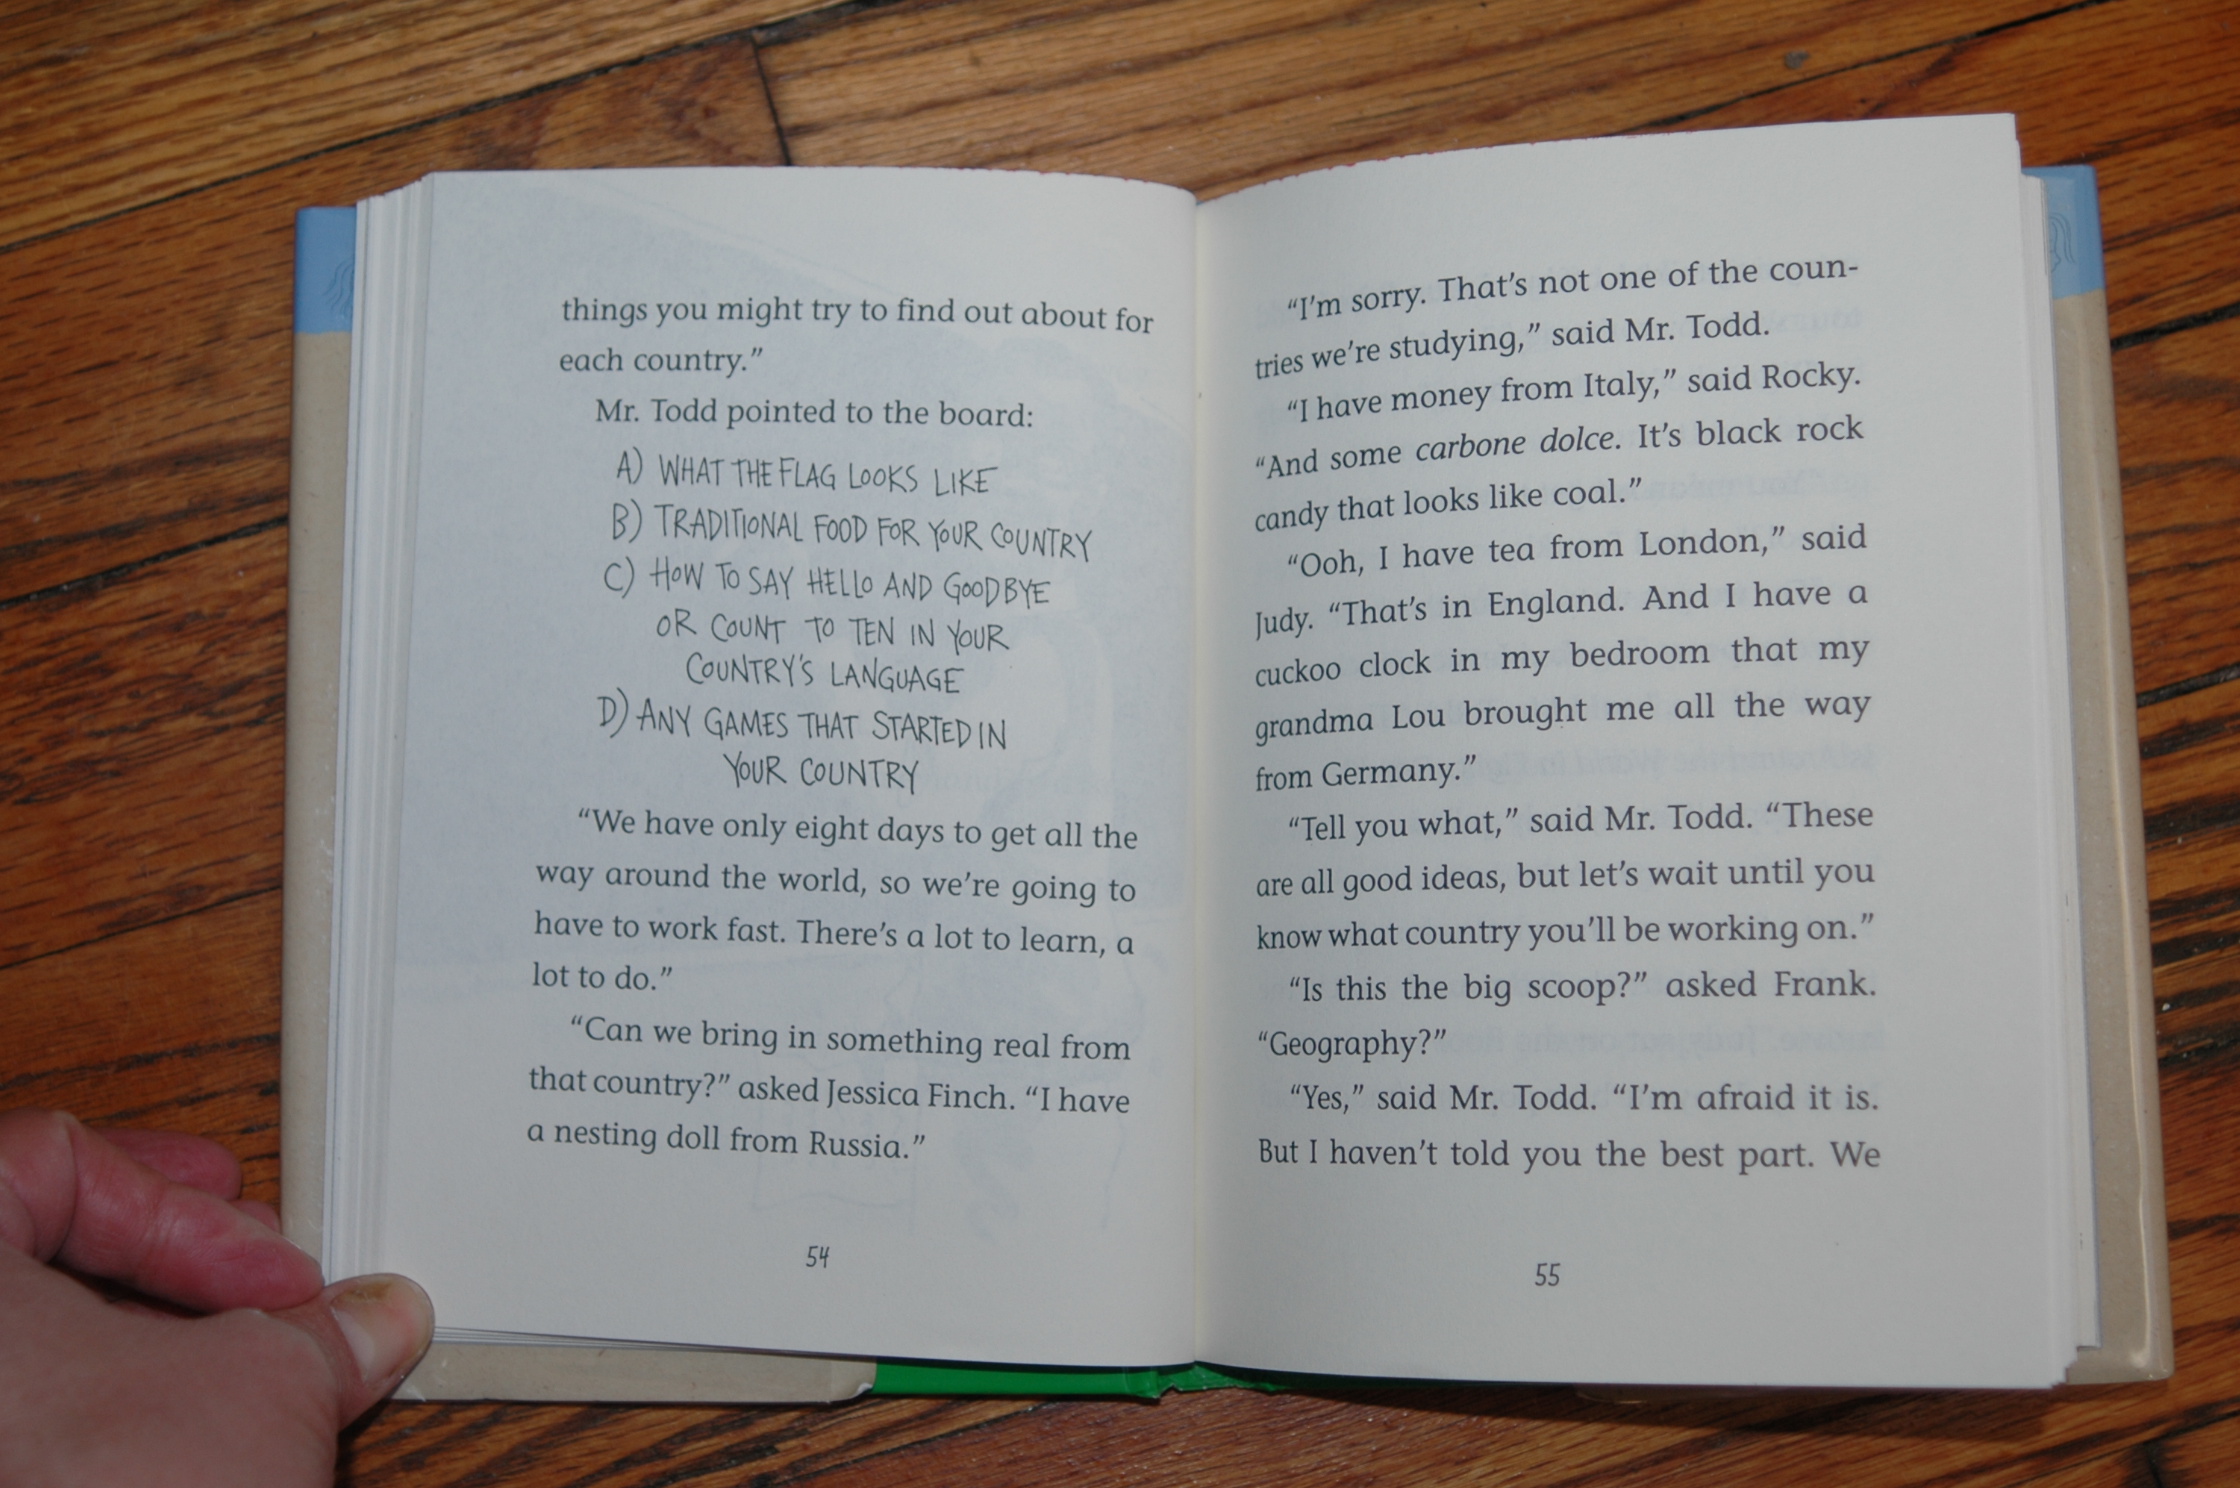 things you might try to find out about for
each country.”
Mr. Todd pointed to the board:
A) WHAT THE FLAG LOOKS LIKE
B) TRADITIONAL FOOD FOR YOUR COUNTRY
C) HOW TO SAY HELLO AND GOODBYE
OR COUNT TO TEN IN YOUR
COUNTRY'S LANGUAGE
D) ANY GAMES THAT STARTED IN
YOUR COUNTRY
“We have only eight days to get all the
way around the world, so we’re going to
have to work fast. There’s a lot to learn, a
lot to do.”
“Can we bring in something real from
that country?” asked Jessica Finch. “I have
a nesting doll from Russia.”
54
“I’m sorry. That’s not one of the coun-
tries we’re studying,” said Mr. Todd.
“I have money from Italy,” said Rocky.
“And some carbone dolce. It’s black rock
candy that looks like coal.”
“Ooh, I have tea from London,” said
Judy. “That’s in England. And I have a
cuckoo clock in my bedroom that my
grandma Lou brought me all the way
from Germany.”
“Tell you what,” said Mr. Todd. “These
are all good ideas, but let’s wait until you
know what country you’ll be working on.”
“Is this the big scoop?” asked Frank.
“Geography?”
“Yes,” said Mr. Todd. “I’m afraid it is.
But I haven’t told you the best part. We
55